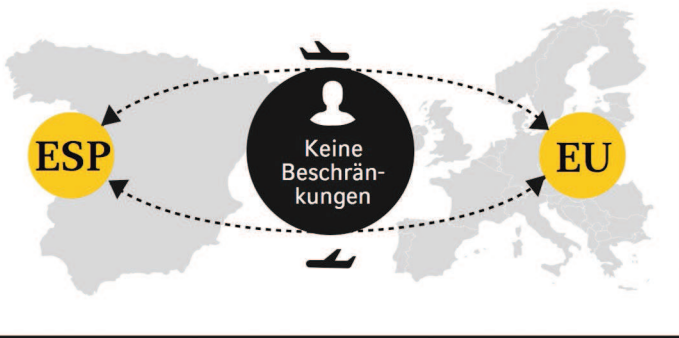 ESP
Keine
Beschrän-
kungen
EU